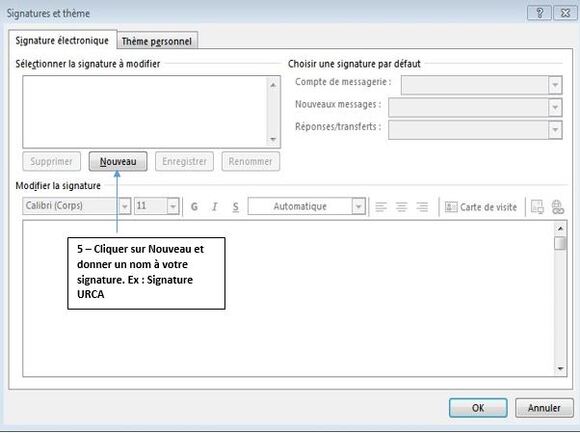 Signatures et thème
Signature électronique
Thème personnel
Sélectionner la signature à modifier
Choisir une signature par défaut
Compte de messagerie :
Nouveaux messages :
Réponses/transferts :
Supprimer
Nouveau
Enregistrer
Renommer
Modifier la signature
Calibri (Corps)
11
G I S
Automatique
Carte de visite
5 – Cliquer sur Nouveau et
donner un nom à votre
signature. Ex : Signature
URCA
OK
Annuler